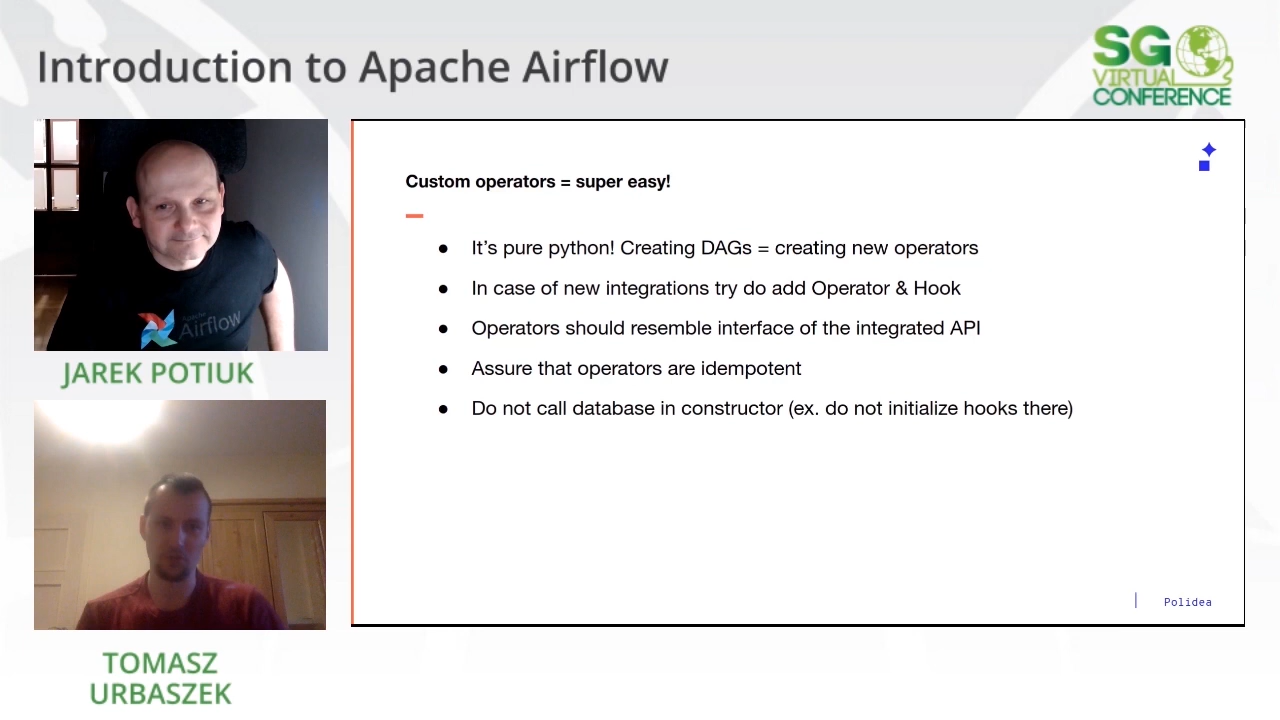 Introduction to Apache Airflow
SG
VIRTUAL
CONFERENCE
Airflow
JAREK POTIUK
TOMASZ
URBASZEK
Custom operators = super easy!
● It’s pure python! Creating DAGs = creating new operators
● In case of new integrations try do add Operator & Hook
● Operators should resemble interface of the integrated API
● Assure that operators are idempotent
● Do not call database in constructor (ex. do not initialize hooks there)
Polidea